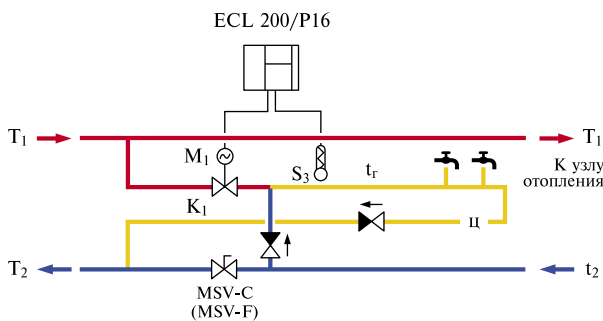 ECL 200/P16
T₁
T₁
M₁
S₃
tг
К узлу
отопления
K₁
ц
T₂
t₂
MSV-C
(MSV-F)